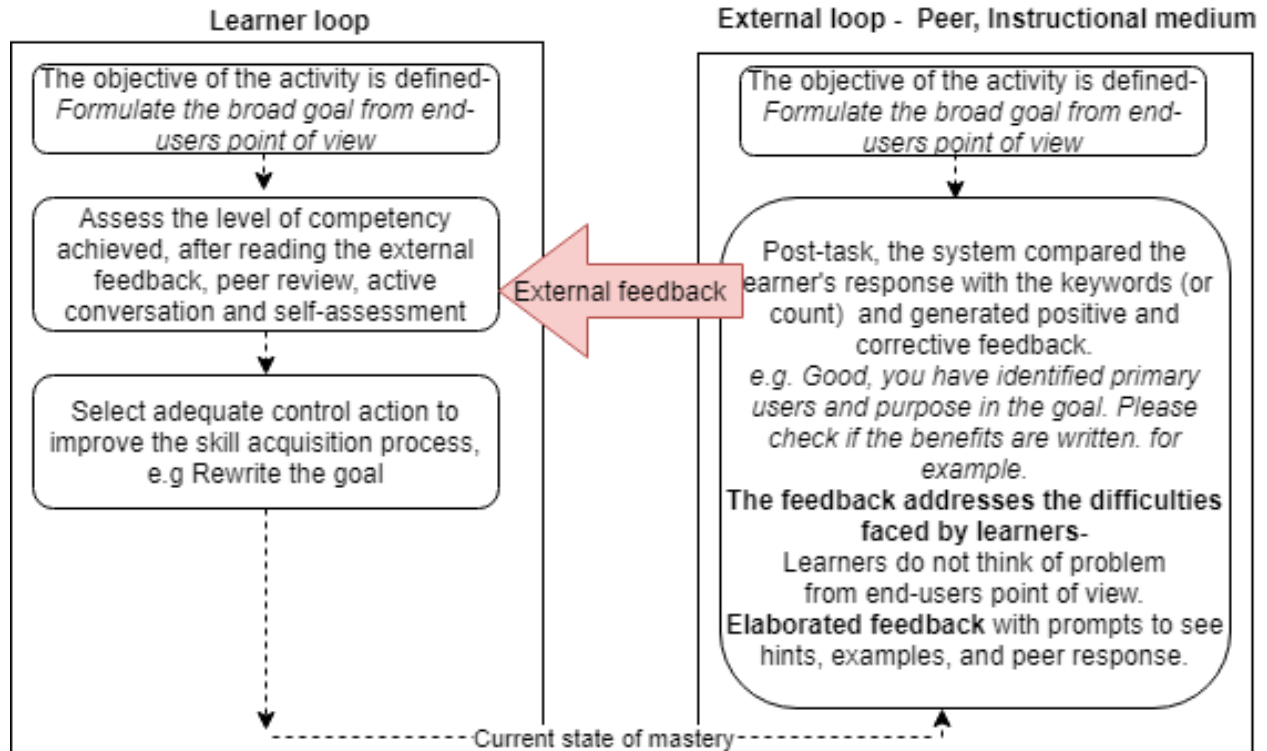 Learner loop
The objective of the activity is defined-
Formulate the broad goal from end-
users point of view
Assess the level of competency
achieved, after reading the external
feedback, peer review, active
conversation and self-assessment
Select adequate control action to
improve the skill acquisition process,
e.g Rewrite the goal
External feedback
External loop - Peer, Instructional medium
The objective of the activity is defined-
Formulate the broad goal from end-
users point of view
Post-task, the system compared the
learner's response with the keywords (or
count) and generated positive and
corrective feedback.
e.g. Good, you have identified primary
users and purpose in the goal. Please
check if the benefits are written. for
example.
The feedback addresses the difficulties
faced by learners-
Learners do not think of problem
from end-users point of view.
Elaborated feedback with prompts to see
hints, examples, and peer response.
Current state of mastery